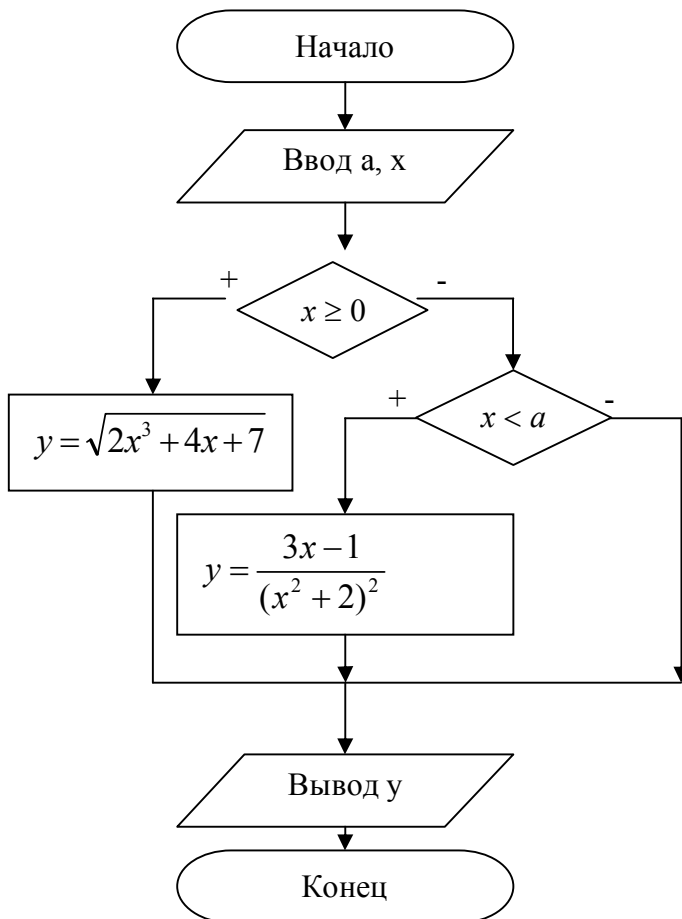 Начало
Ввод а, х
+
-
x ≥ 0
+
-
x < a
y = √(2x³ + 4x + 7)
y = (3x − 1)/(x² + 2)²
Вывод у
Конец